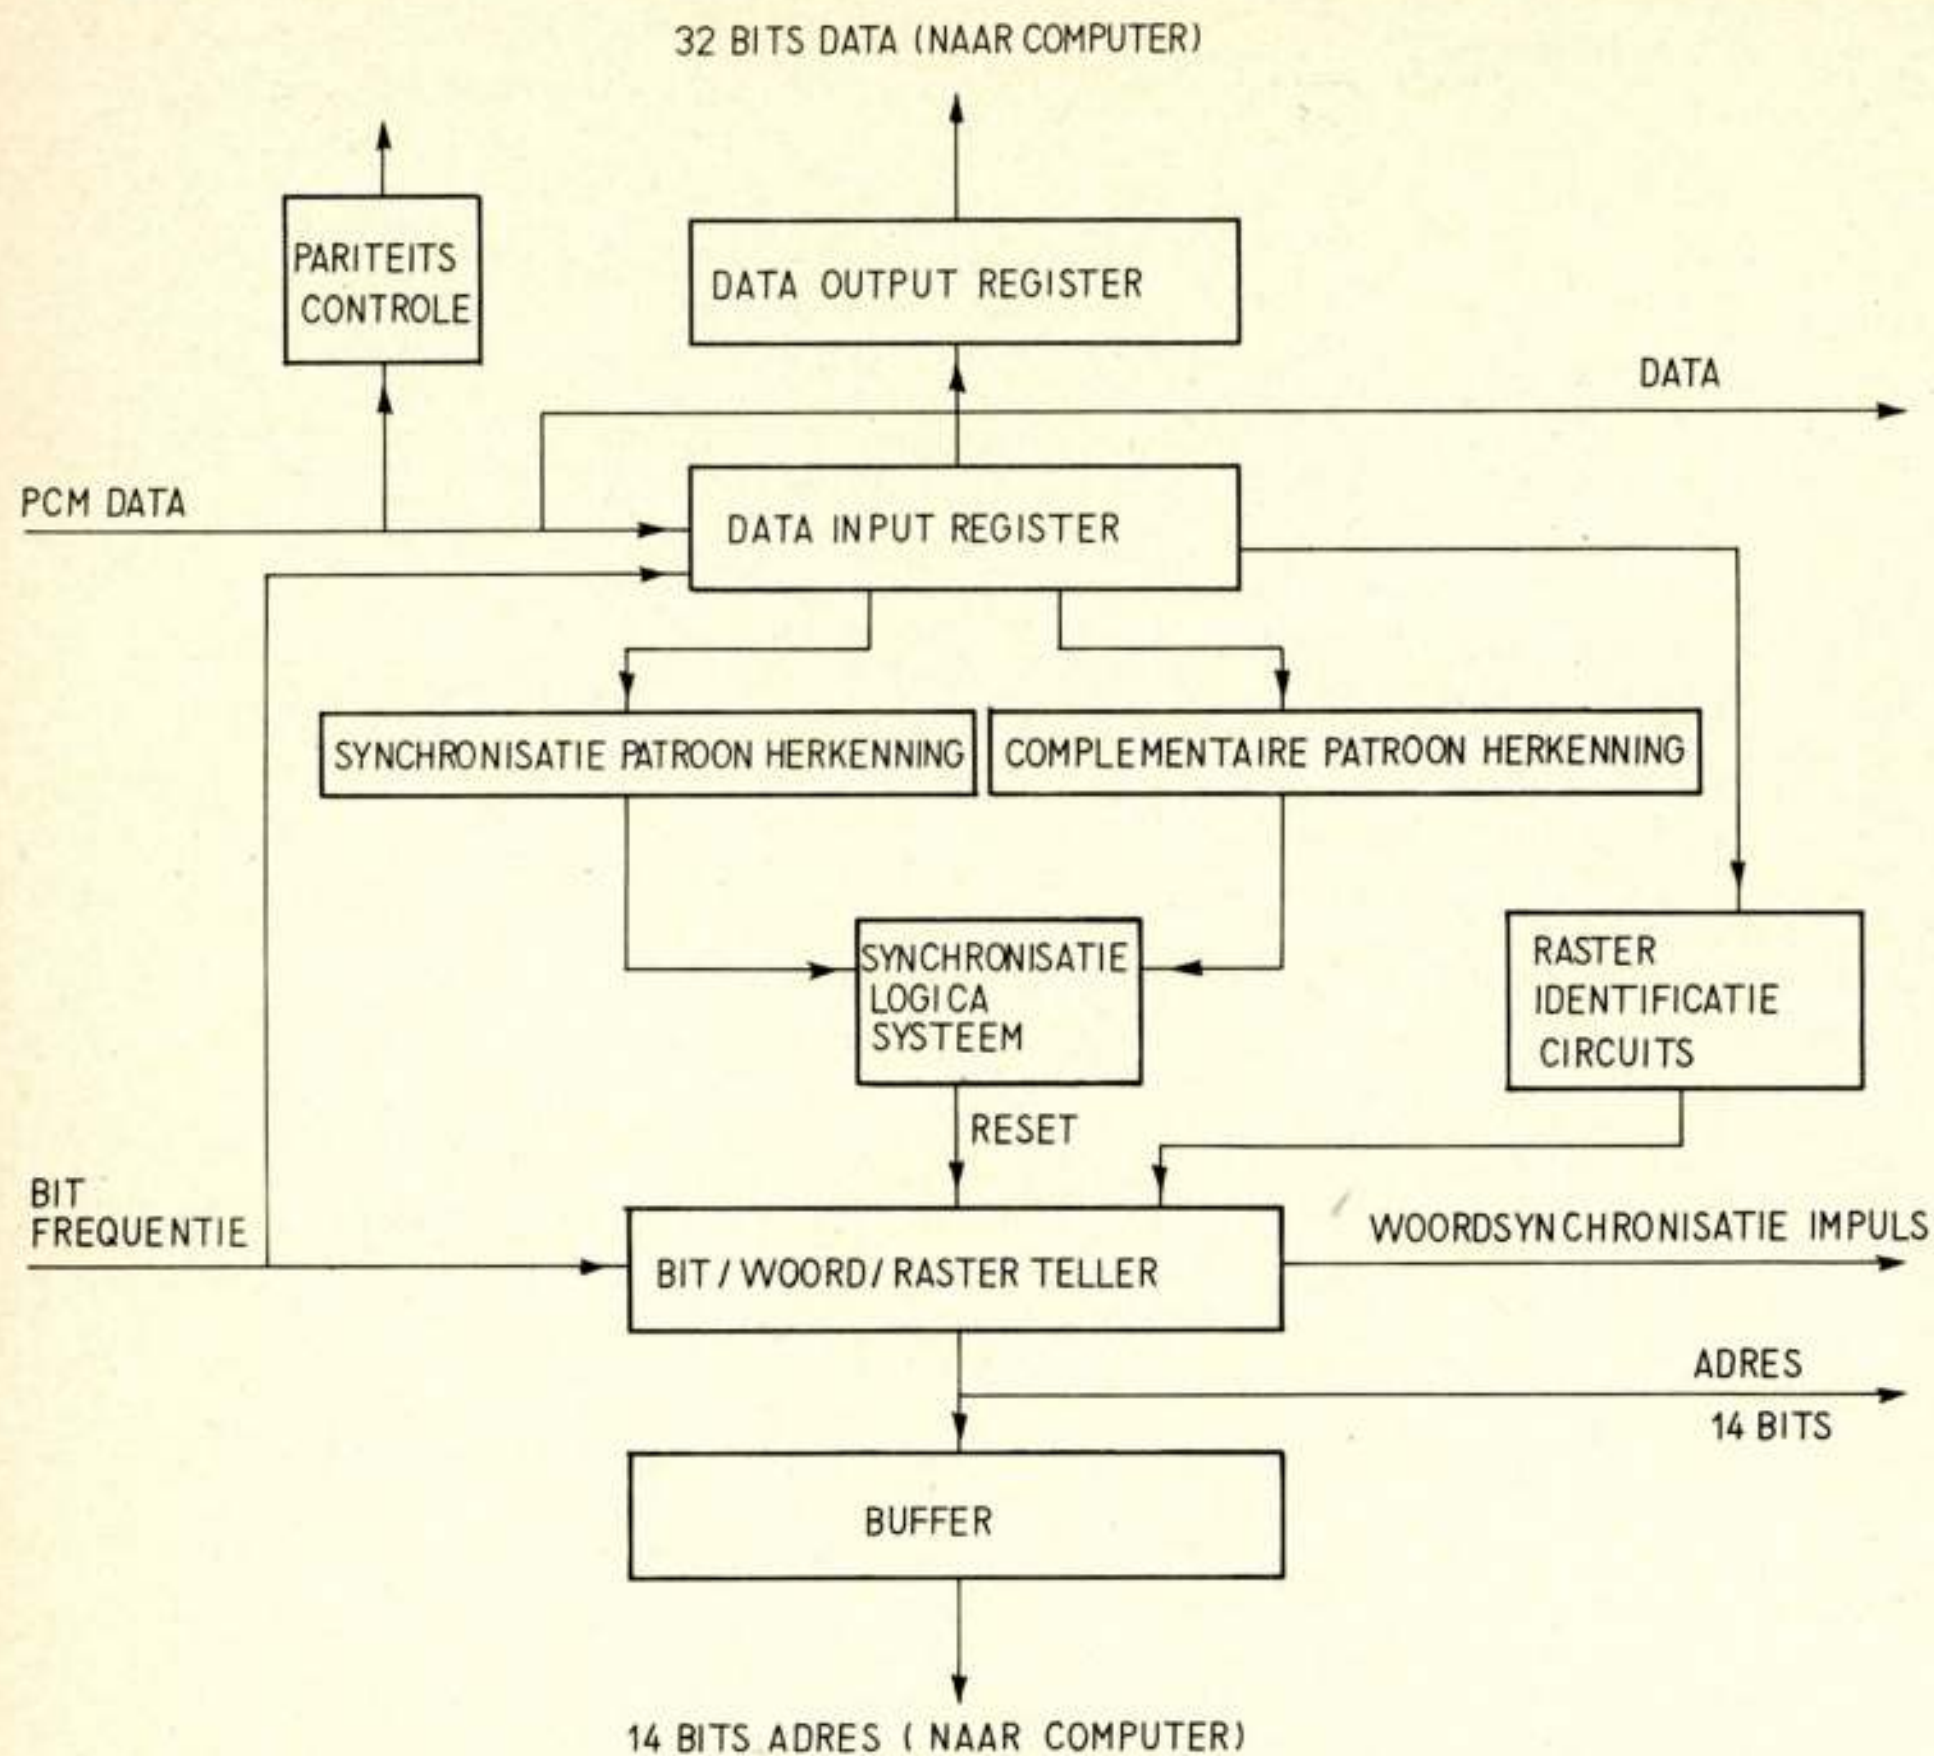 32 BITS DATA (NAAR COMPUTER)
PARITEITS
CONTROLE
DATA OUTPUT REGISTER
DATA
PCM DATA
DATA INPUT REGISTER
SYNCHRONISATIE PATROON HERKENNING
COMPLEMENTAIRE PATROON HERKENNING
SYNCHRONISATIE
LOGICA
SYSTEEM
RASTER
IDENTIFICATIE
CIRCUITS
RESET
BIT
FREQUENTIE
BIT / WOORD / RASTER TELLER
WOORDSYNCHRONISATIE IMPULS
ADRES
14 BITS
BUFFER
14 BITS ADRES ( NAAR COMPUTER)